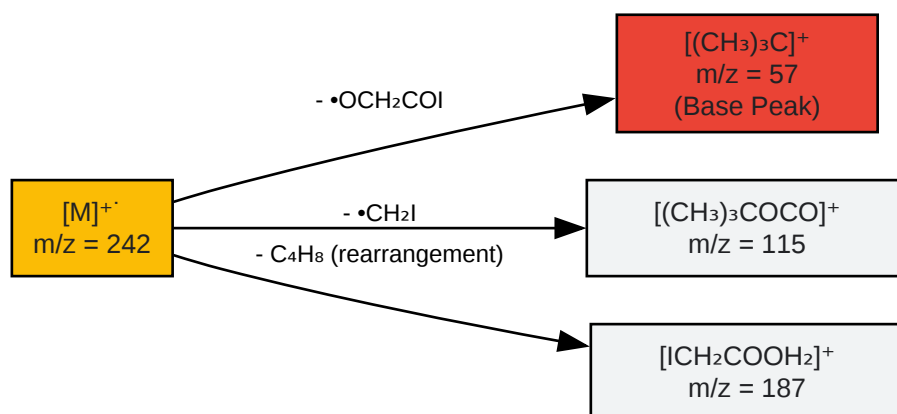 [(CH₃)₃C]⁺
m/z = 57
(Base Peak)
- •OCH₂COI
[M]⁺˙
m/z = 242
- •CH₂I
- C₄H₈ (rearrangement)
[(CH₃)₃COCO]⁺
m/z = 115
[ICH₂COOH₂]⁺
m/z = 187